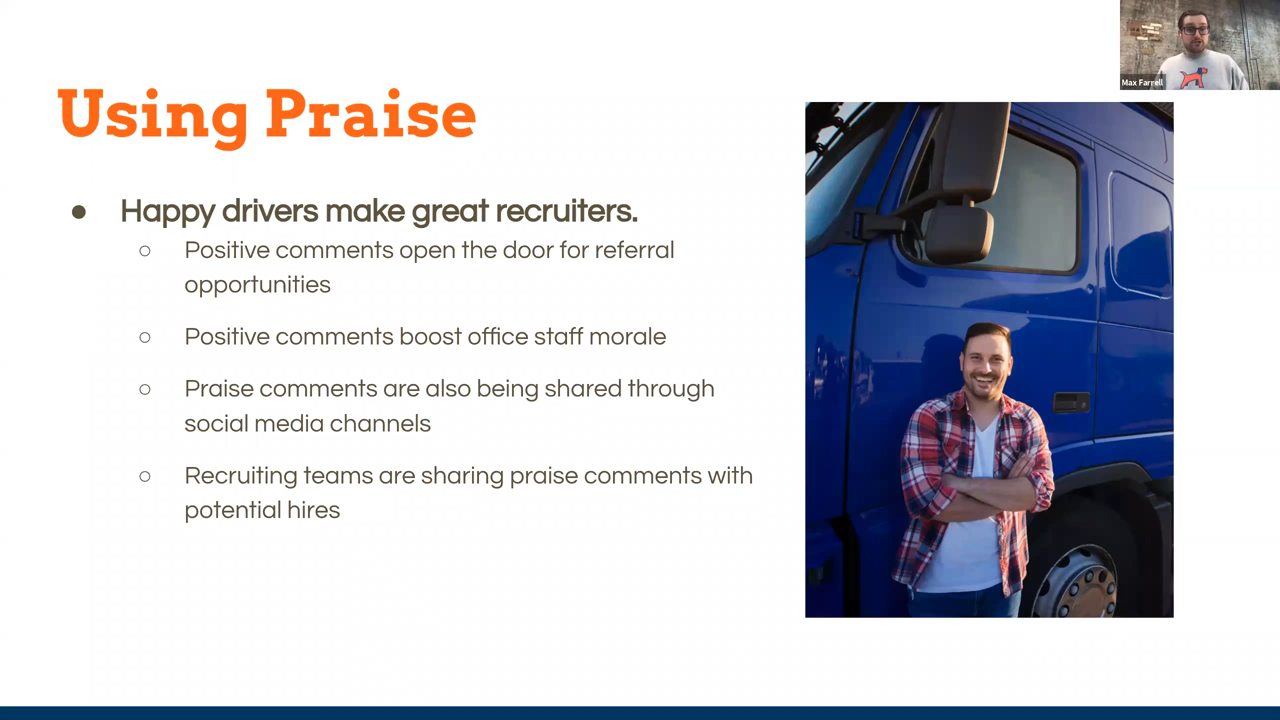 Max Farrell
Using Praise
● Happy drivers make great recruiters.
○ Positive comments open the door for referral
opportunities
○ Positive comments boost office staff morale
○ Praise comments are also being shared through
social media channels
○ Recruiting teams are sharing praise comments with
potential hires